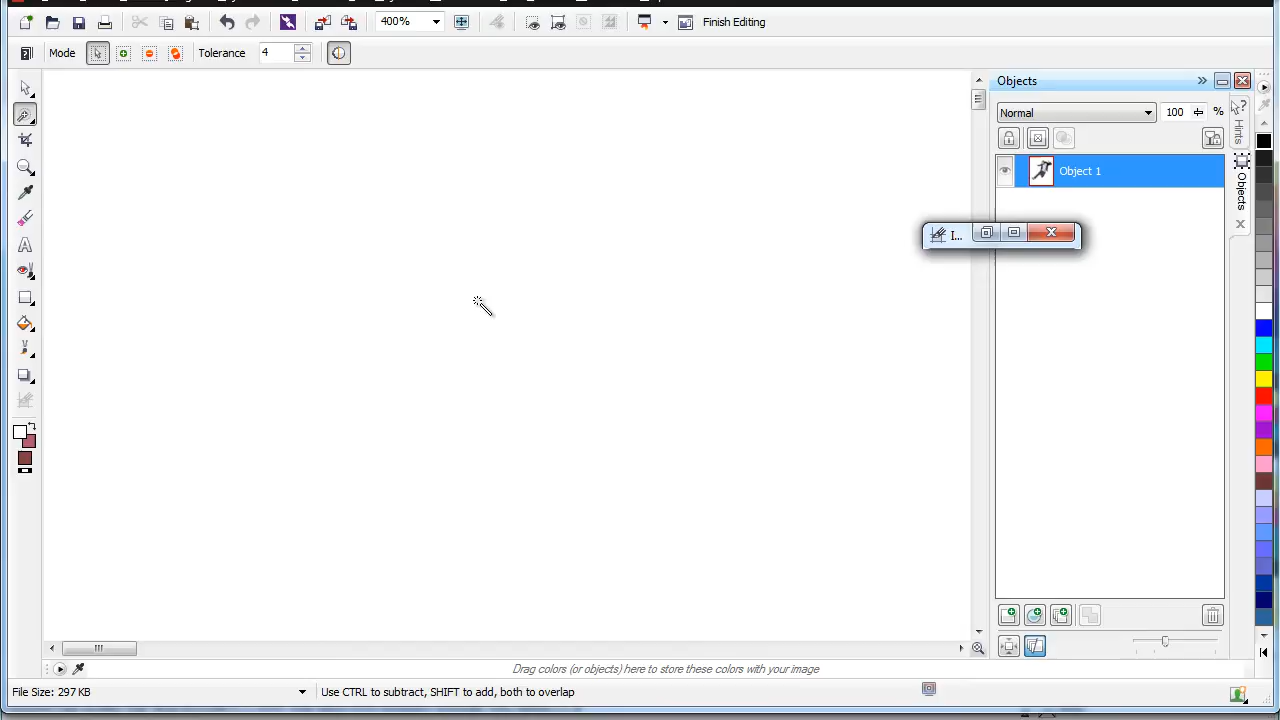 400%
Finish Editing
Mode
Tolerance
4
Objects
Normal
100
%
Hints
Object 1
Objects
I...
Drag colors (or objects) here to store these colors with your image
File Size: 297 KB
Use CTRL to subtract, SHIFT to add, both to overlap